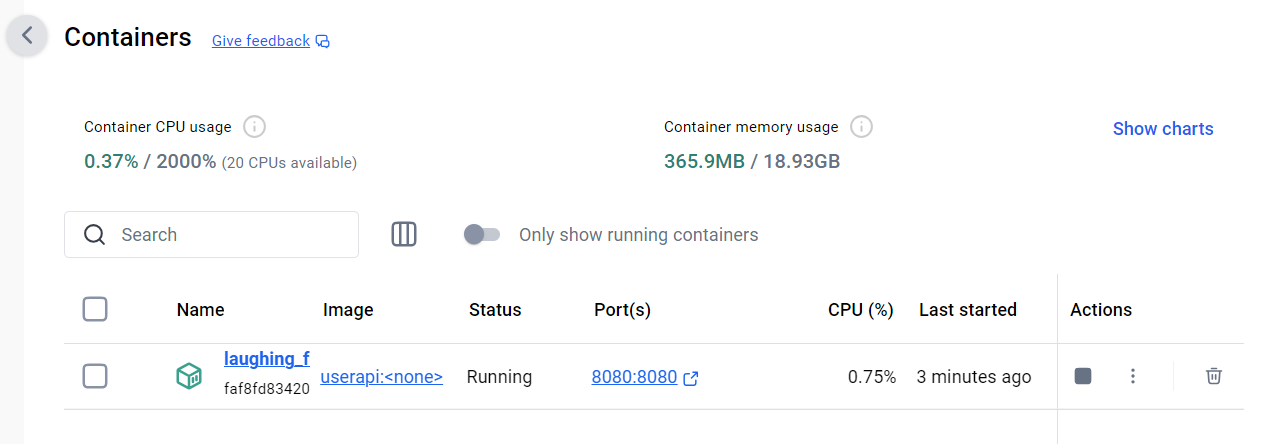 Containers Give feedback
Container CPU usage Container memory usage Show charts
0.37% / 2000% (20 CPUs available) 365.9MB / 18.93GB
Search Only show running containers
Name Image Status Port(s) CPU (%) Last started Actions
laughing_f
faf8fd83420
userapi:<none> Running 8080:8080 0.75% 3 minutes ago